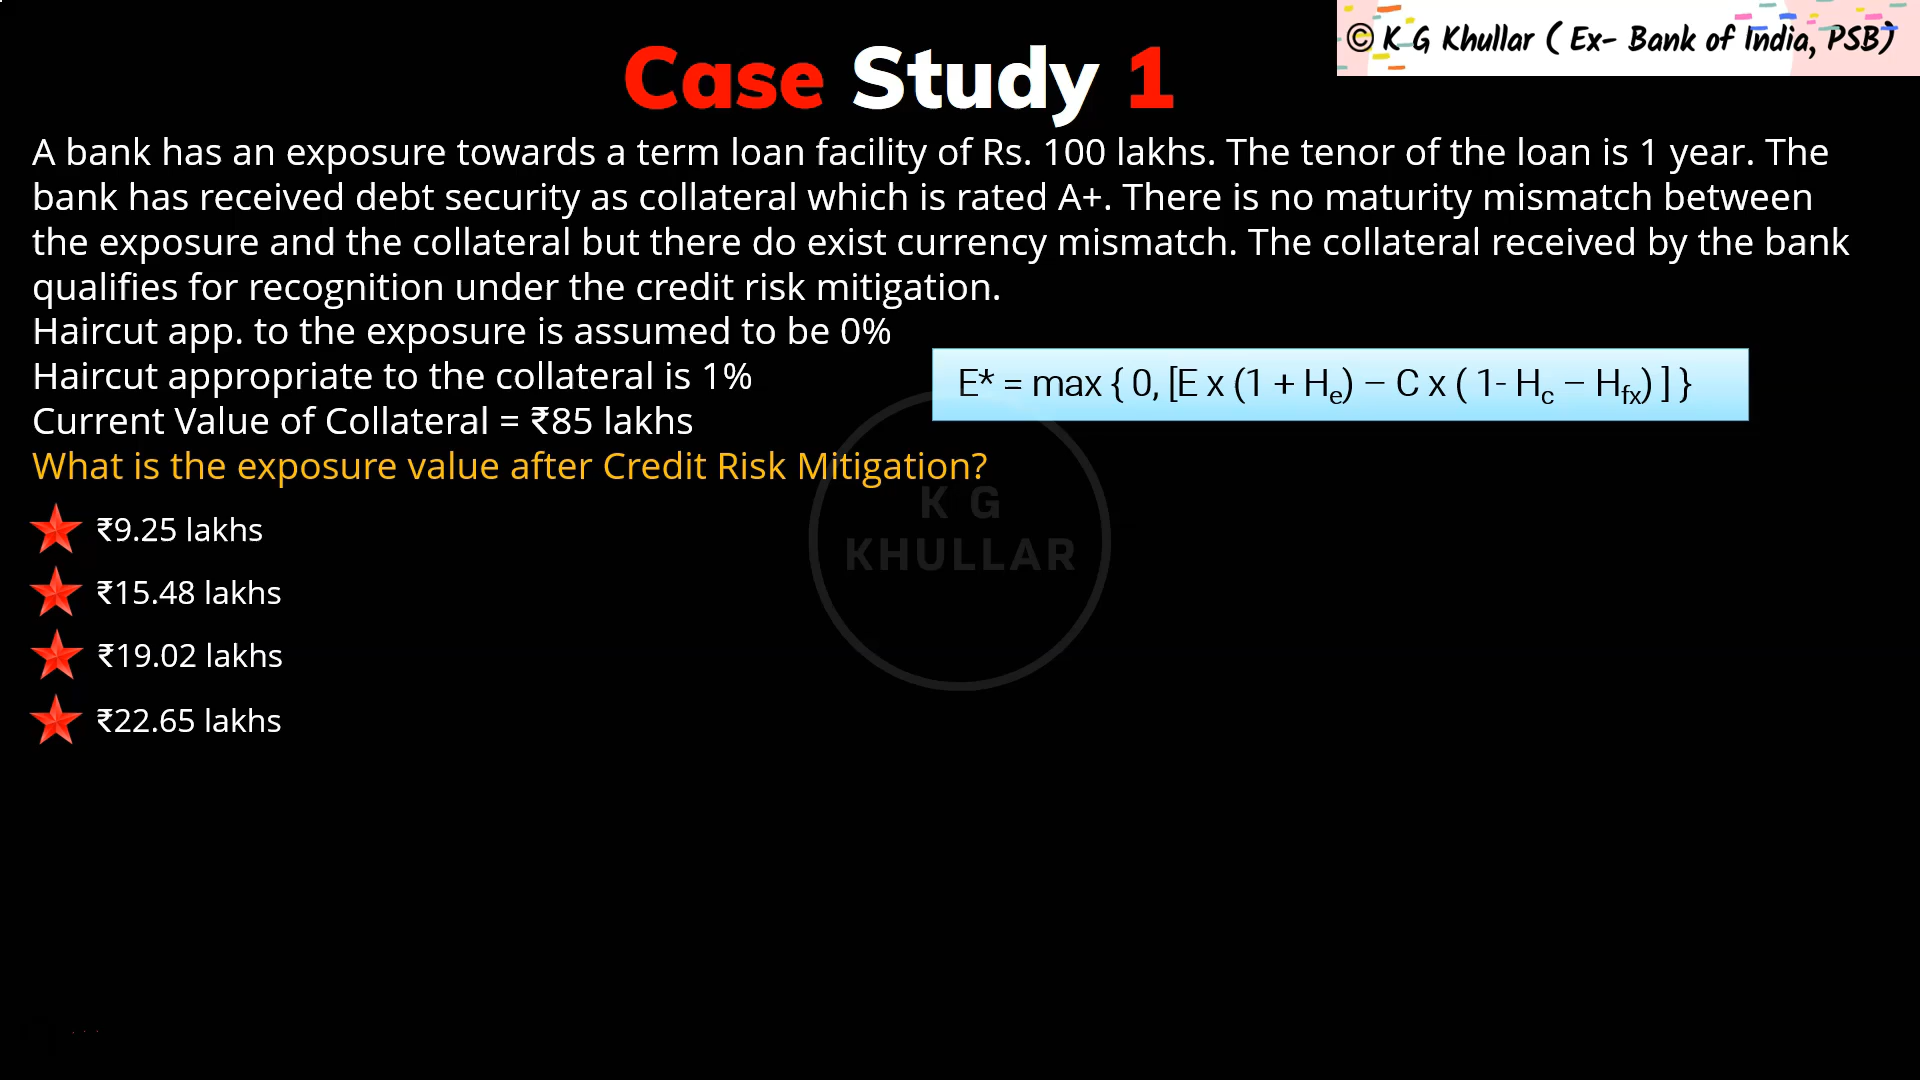 © K G Khullar ( Ex- Bank of India, PSB)
Case Study 1
A bank has an exposure towards a term loan facility of Rs. 100 lakhs. The tenor of the loan is 1 year. The
bank has received debt security as collateral which is rated A+. There is no maturity mismatch between
the exposure and the collateral but there do exist currency mismatch. The collateral received by the bank
qualifies for recognition under the credit risk mitigation.
Haircut app. to the exposure is assumed to be 0%
Haircut appropriate to the collateral is 1%
E* = max { 0, [E x (1 + He) – C x ( 1- Hc – Hfx) ] }
Current Value of Collateral = ₹85 lakhs
What is the exposure value after Credit Risk Mitigation?
K G
KHULLAR
₹9.25 lakhs
₹15.48 lakhs
₹19.02 lakhs
₹22.65 lakhs